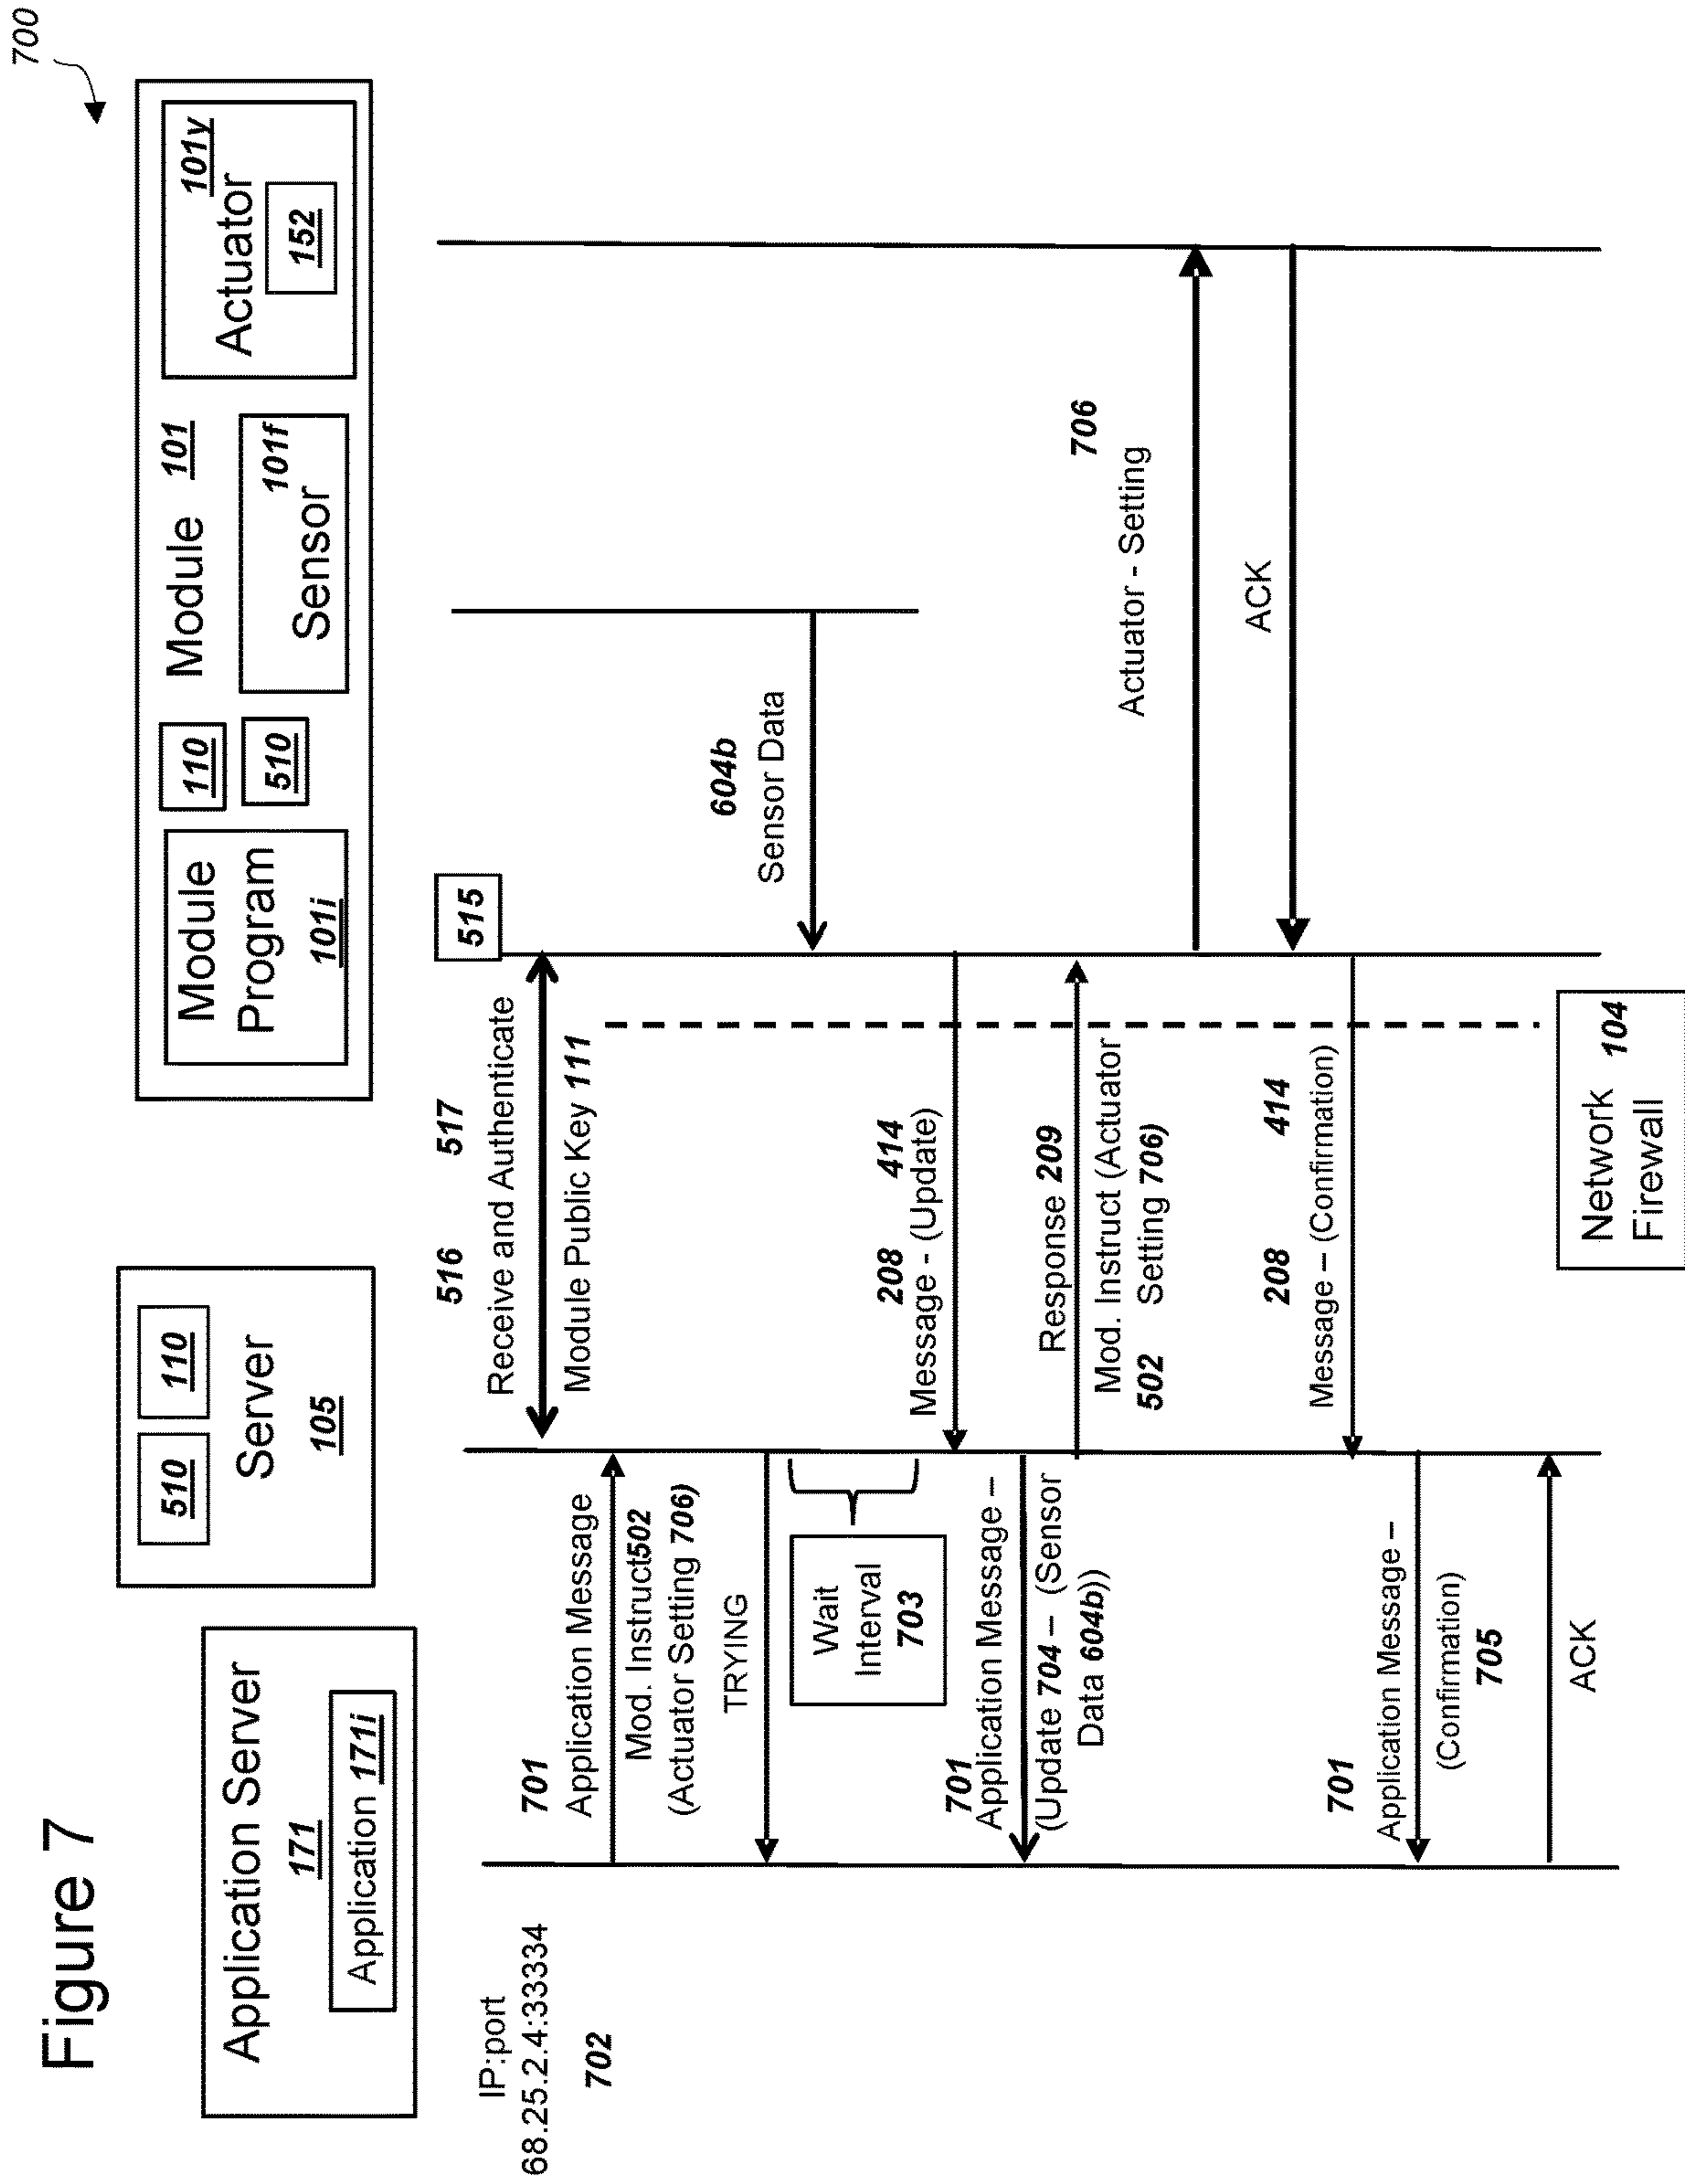 Figure 7
700
Application Server
171
Application 171i
510
110
Server
105
Module
Program
101i
110
510
Module 101
101f
Sensor
101y
Actuator
152
IP:port
68.25.2.4:33334
702
515
516 517
Receive and Authenticate
Module Public Key 111
701
Application Message
Mod. Instruct502
(Actuator Setting 706)
TRYING
604b
Sensor Data
Wait
Interval
703
208 414
Message - (Update)
701
Application Message –
(Update 704 – (Sensor
Data 604b))
Response 209
Mod. Instruct (Actuator
502 Setting 706)
706
Actuator - Setting
ACK
208 414
Message – (Confirmation)
701
Application Message –
(Confirmation)
705
ACK
Network 104
Firewall